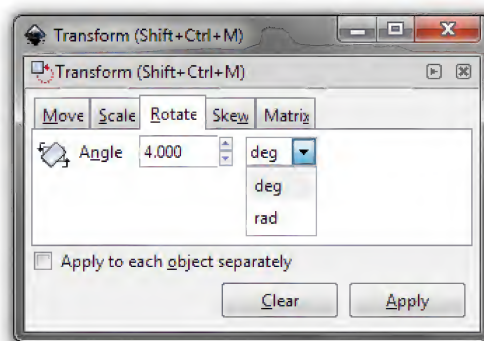 Transform (Shift+Ctrl+M)
Transform (Shift+Ctrl+M)
Move Scale Rotate Skew Matrix
Angle 4.000 deg
deg
rad
Apply to each object separately
Clear Apply